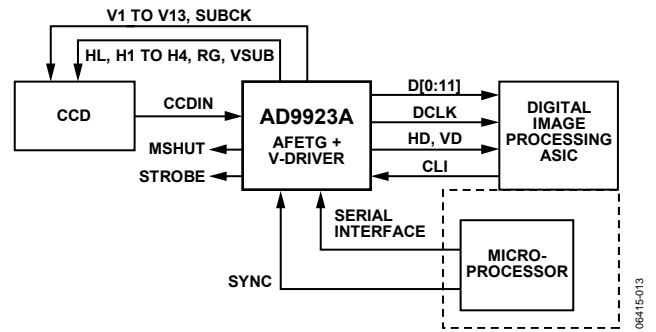 V1 TO V13, SUBCK
HL, H1 TO H4, RG, VSUB
CCD
CCDIN
MSHUT
STROBE
AD9923A
AFETG +
V-DRIVER
D[0:11]
DCLK
HD, VD
CLI
DIGITAL
IMAGE
PROCESSING
ASIC
SERIAL
INTERFACE
SYNC
MICRO-
PROCESSOR
06415-013